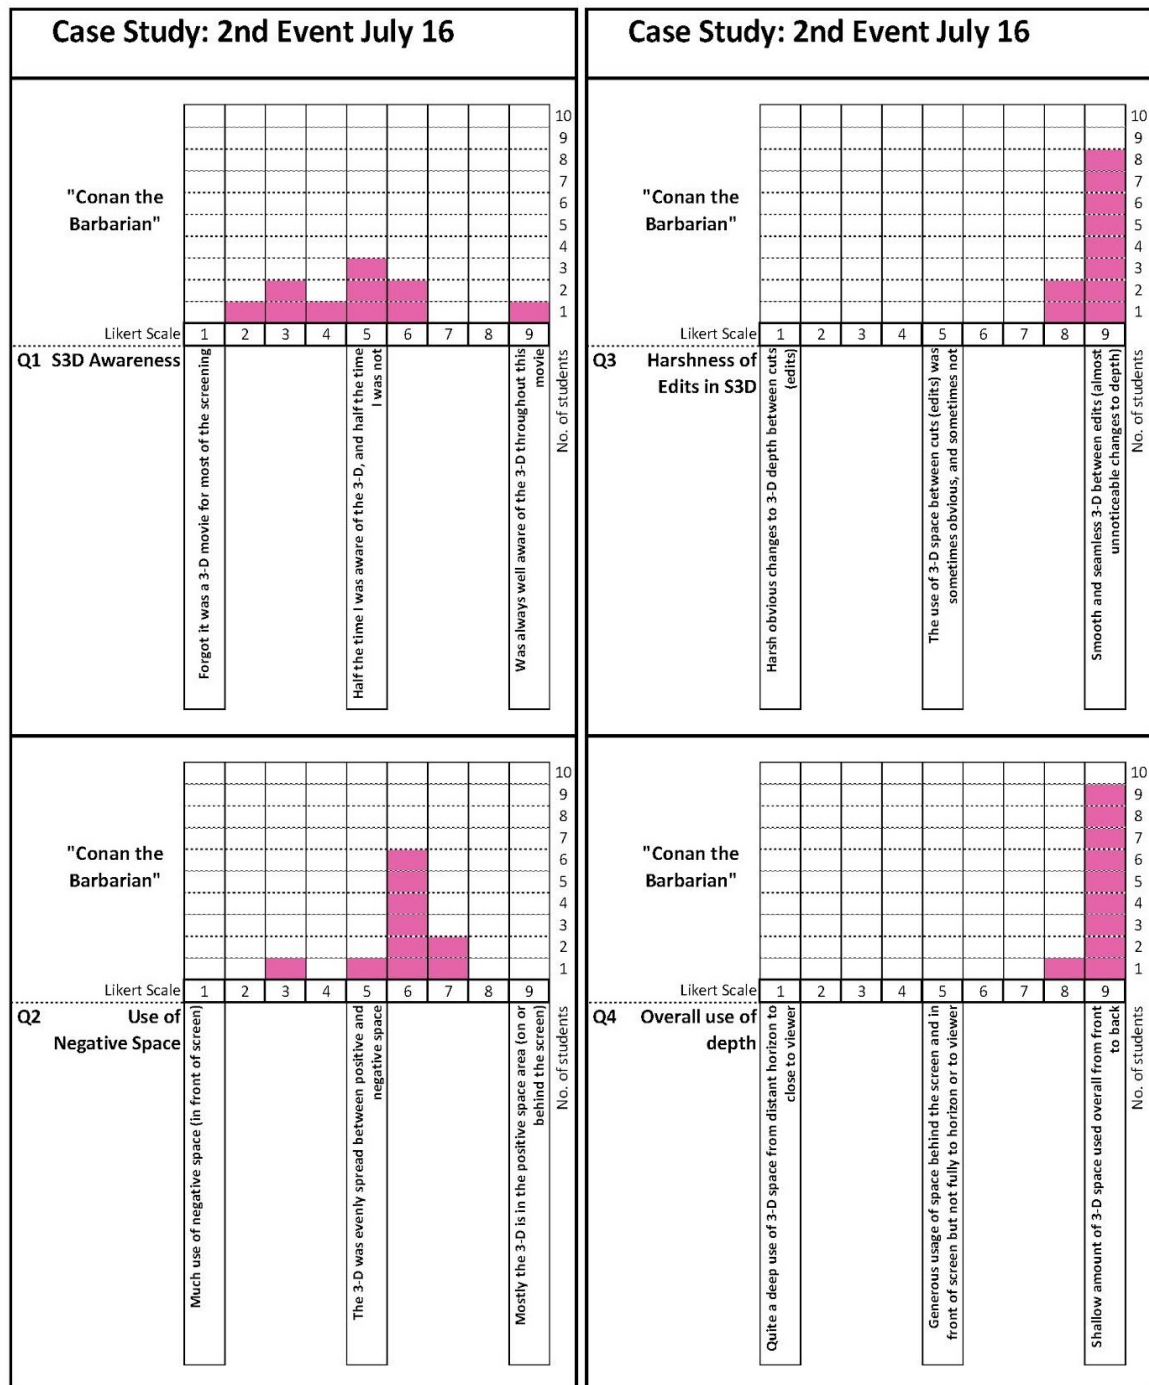 Case Study: 2nd Event July 16
"Conan the
Barbarian"
10
9
8
7
6
5
4
3
2
1
Likert Scale
1 2 3 4 5 6 7 8 9
Q1 S3D Awareness
Forgot it was a 3-D movie for most of the screening
Half the time I was aware of the 3-D, and half the time
I was not
Was always well aware of the 3-D throughout this
movie
No. of students
"Conan the
Barbarian"
10
9
8
7
6
5
4
3
2
1
Likert Scale
1 2 3 4 5 6 7 8 9
Q2 Use of
Negative Space
Much use of negative space (in front of screen)
The 3-D was evenly spread between positive and
negative space
Mostly the 3-D is in the positive space area (on or
behind the screen)
No. of students
Case Study: 2nd Event July 16
"Conan the
Barbarian"
10
9
8
7
6
5
4
3
2
1
Likert Scale
1 2 3 4 5 6 7 8 9
Q3 Harshness of
Edits in S3D
Harsh obvious changes to 3-D depth between cuts
(edits)
The use of 3-D space between cuts (edits) was
sometimes obvious, and sometimes not
Smooth and seamless 3-D between edits (almost
unnoticeable changes to depth)
No. of students
"Conan the
Barbarian"
10
9
8
7
6
5
4
3
2
1
Likert Scale
1 2 3 4 5 6 7 8 9
Q4 Overall use of
depth
Quite a deep use of 3-D space from distant horizon to
close to viewer
Generous usage of space behind the screen and in
front of screen but not fully to horizon or to viewer
Shallow amount of 3-D space used overall from front
to back
No. of students